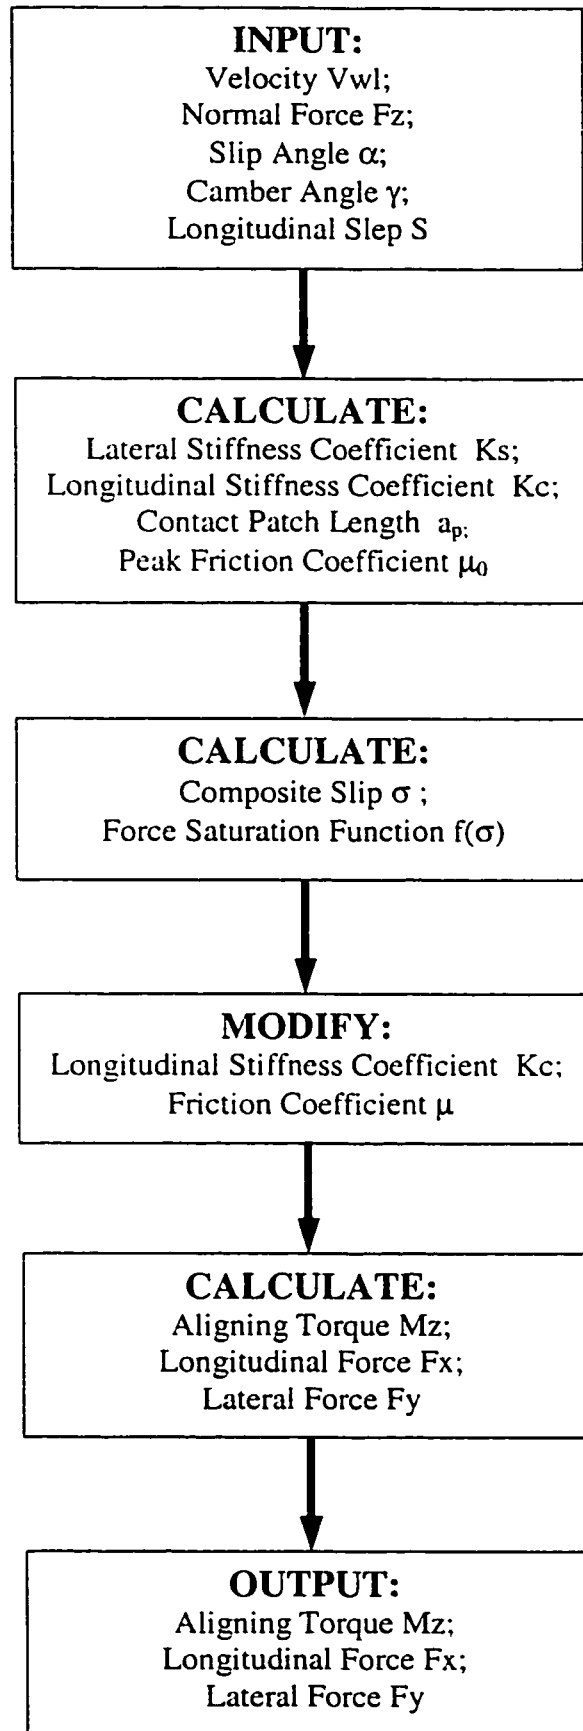 INPUT:
Velocity Vwl;
Normal Force Fz;
Slip Angle α;
Camber Angle γ;
Longitudinal Slep S
CALCULATE:
Lateral Stiffness Coefficient Ks;
Longitudinal Stiffness Coefficient Kc;
Contact Patch Length ap;
Peak Friction Coefficient μ0
CALCULATE:
Composite Slip σ ;
Force Saturation Function f(σ)
MODIFY:
Longitudinal Stiffness Coefficient Kc;
Friction Coefficient μ
CALCULATE:
Aligning Torque Mz;
Longitudinal Force Fx;
Lateral Force Fy
OUTPUT:
Aligning Torque Mz;
Longitudinal Force Fx;
Lateral Force Fy